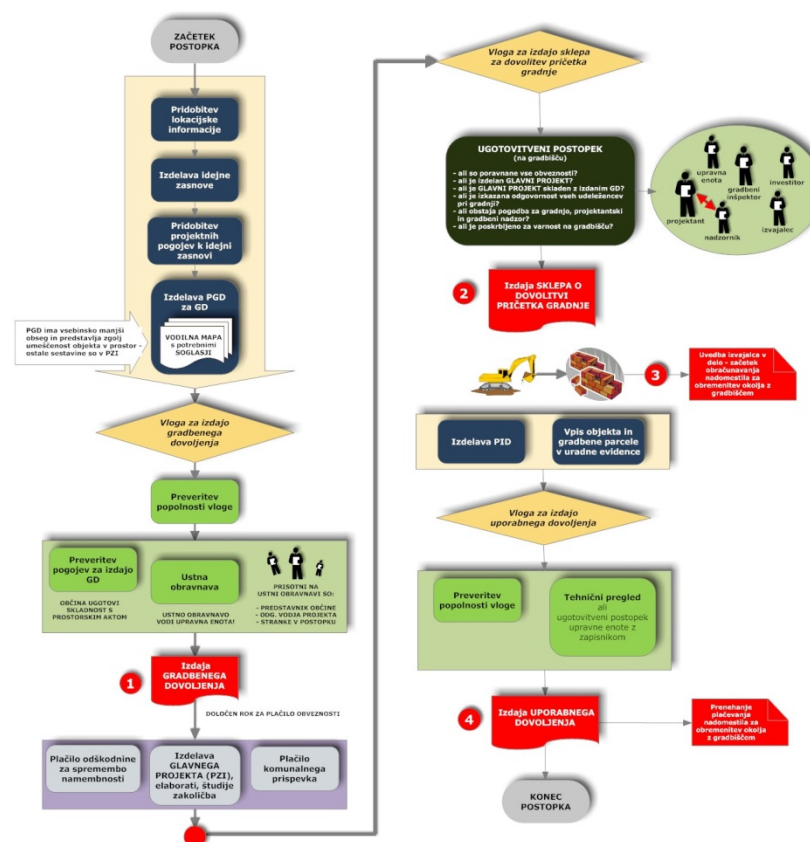 ZAČETEK
POSTOPKA
Pridobitev
lokacijske
informacije
Izdelava idejne
zasnove
Pridobitev
projektnih
pogojev k idejni
zasnovi
Izdelava PGD
za GD
VODILNA MAPA
s potrebnimi
SOGLASJI
PGD ima vsebinsko manjši
obseg in predstavlja zgolj
umeščenost objekta v prostor -
ostale sestavine so v PZI
Vloga za izdajo
gradbenega
dovoljenja
Preveritev
popolnosti vloge
Preveritev
pogojev za izdajo
GD
OBČINA UGOTOVI
SKLADNOST S
PROSTORSKIM AKTOM
Ustna
obravnava
USTNO OBRAVNAVO
VODI UPRAVNA ENOTA!
PRISOTNI NA
USTNI OBRAVNAVI SO:
- PREDSTAVNIK OBČINE
- ODG. VODJA PROJEKTA
- STRANKE V POSTOPKU
1
Izdaja
GRADBENEGA
DOVOLJENJA
DOLOČEN ROK ZA PLAČILO OBVEZNOSTI
Plačilo odškodnine
za spremembo
namembnosti
Izdelava
GLAVNEGA
PROJEKTA (PZI),
elaborati, študije
zakoličba
Plačilo
komunalnega
prispevka
Vloga za izdajo sklepa
za dovolitev pričetka
gradnje
UGOTOVITVENI POSTOPEK
(na gradbišču)
- ali so poravnane vse obveznosti?
- ali je izdelan GLAVNI PROJEKT?
- ali je GLAVNI PROJEKT skladen z izdanim GD?
- ali je izkazana odgovornost vseh udeležencev
pri gradnji?
- ali obstaja pogodba za gradnjo, projektantski
in gradbeni nadzor?
- ali je poskrbljeno za varnost na gradbišču?
upravna
enota
gradbeni
inšpektor
investitor
projektant
nadzornik
izvajalec
2
Izdaja SKLEPA O
DOVOLITVI
PRIČETKA GRADNJE
3
Uvedba izvajalca v
delo - začetek
obračunavanja
nadomestila za
obremenitev okolja z
gradbiščem
Izdelava PID
Vpis objekta in
gradbene parcele
v uradne evidence
Vloga za izdajo
uporabnega dovoljenja
Preveritev
popolnosti vloge
Tehnični pregled
ali
ugotovitveni postopek
upravne enote z
zapisnikom
4
Izdaja UPORABNEGA
DOVOLJENJA
Prenehanje
plačevanja
nadomestila za
obremenitev okolja
z gradbiščem
KONEC
POSTOPKA